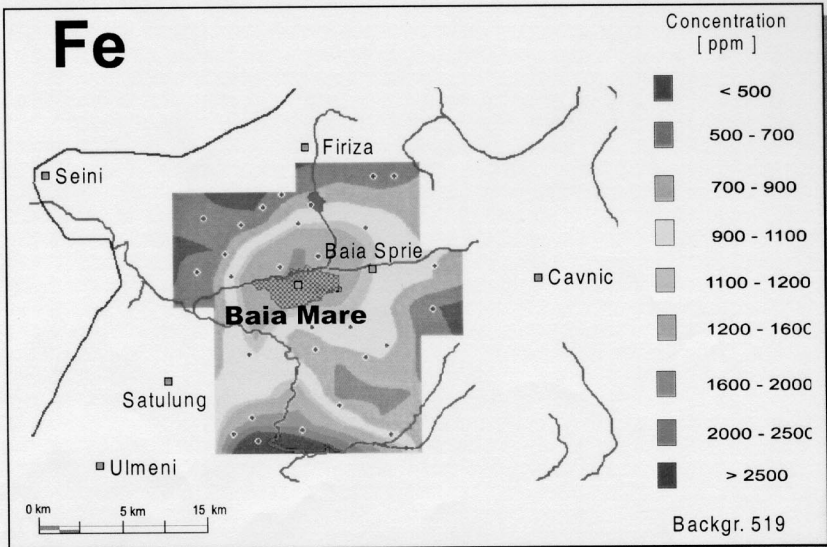 Fe
Concentration
[ ppm ]
< 500
500 - 700
700 - 900
900 - 1100
1100 - 1200
1200 - 1600
1600 - 2000
2000 - 2500
> 2500
Backgr. 519
Firiza
Seini
Baia Sprie
Cavnic
Baia Mare
Satulung
Ulmeni
0 km
5 km
15 km